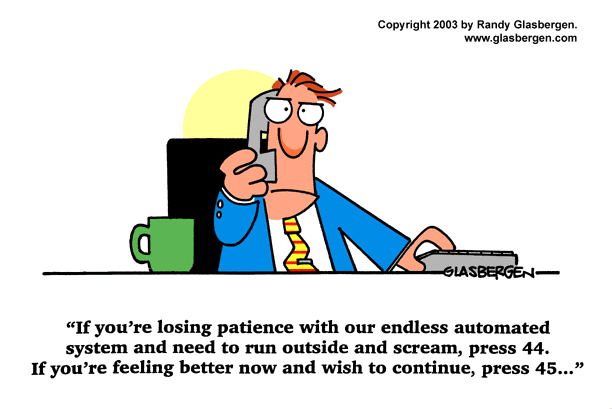 Copyright 2003 by Randy Glasbergen.
www.glasbergen.com
GLASBERGEN
“If you’re losing patience with our endless automated
system and need to run outside and scream, press 44.
If you’re feeling better now and wish to continue, press 45...”